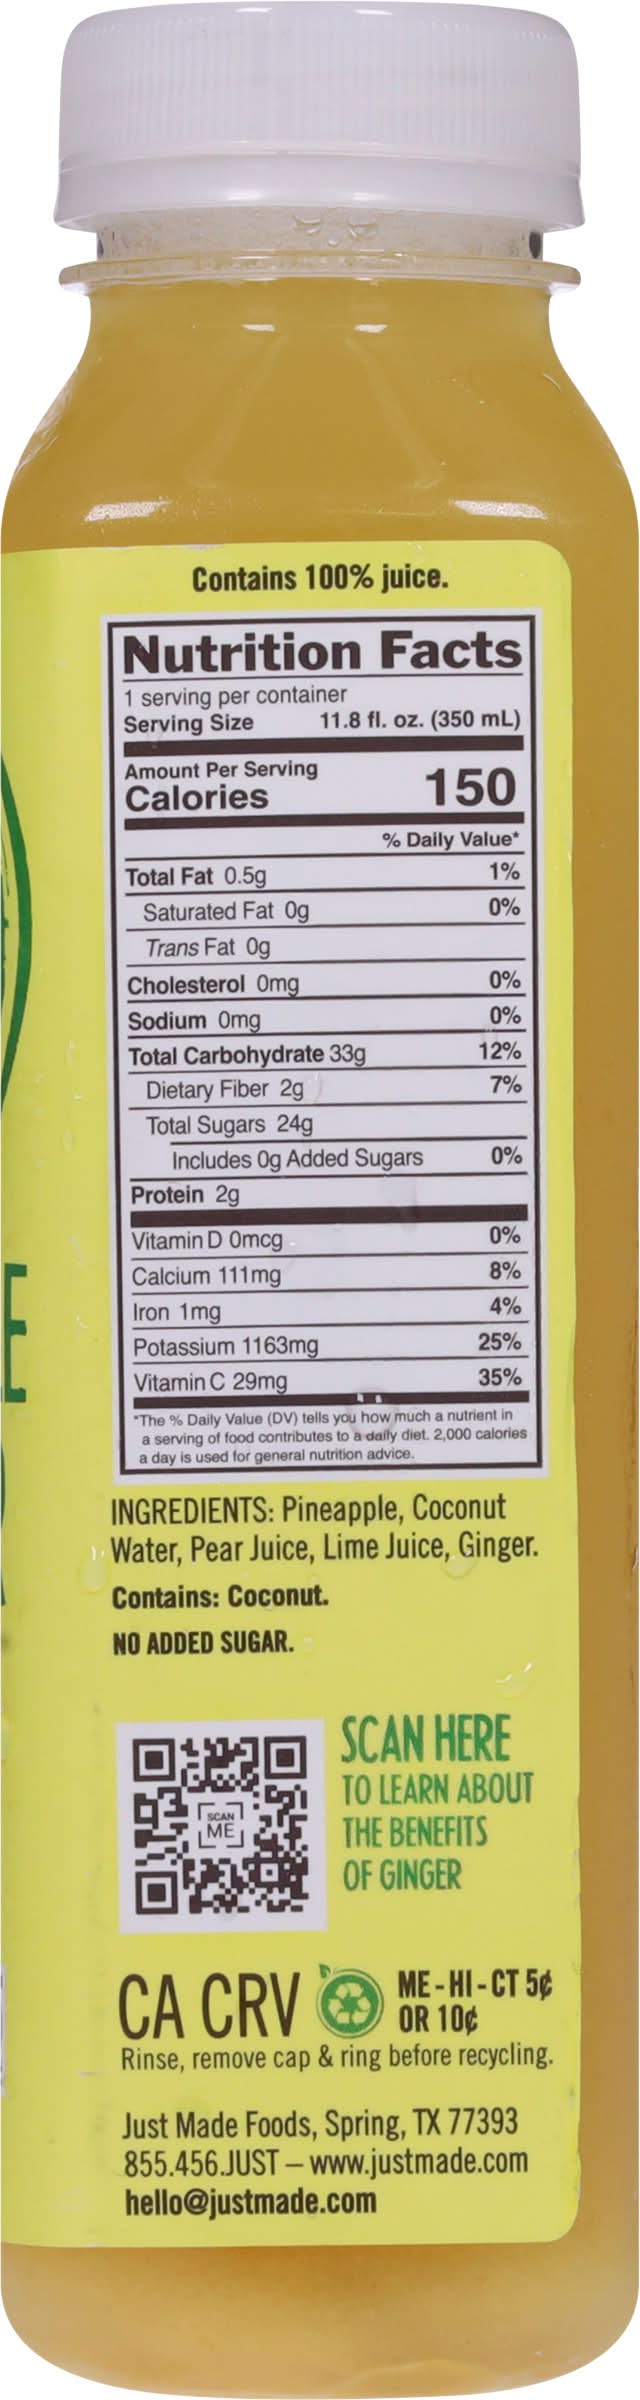 Contains 100% juice.
Nutrition Facts
1 serving per container
Serving Size 11.8 fl. oz. (350 mL)
Amount Per Serving
Calories 150
% Daily Value*
Total Fat 0.5g 1%
Saturated Fat 0g 0%
Trans Fat 0g
Cholesterol 0mg 0%
Sodium 0mg 0%
Total Carbohydrate 33g 12%
Dietary Fiber 2g 7%
Total Sugars 24g
Includes 0g Added Sugars 0%
Protein 2g
Vitamin D 0mcg 0%
Calcium 111mg 8%
Iron 1mg 4%
Potassium 1163mg 25%
Vitamin C 29mg 35%
*The % Daily Value (DV) tells you how much a nutrient in
a serving of food contributes to a daily diet. 2,000 calories
a day is used for general nutrition advice.
INGREDIENTS: Pineapple, Coconut
Water, Pear Juice, Lime Juice, Ginger.
Contains: Coconut.
NO ADDED SUGAR.
SCAN
ME
SCAN HERE
TO LEARN ABOUT
THE BENEFITS
OF GINGER
CA CRV ME-HI-CT 5¢
OR 10¢
Rinse, remove cap & ring before recycling.
Just Made Foods, Spring, TX 77393
855.456.JUST – www.justmade.com
hello@justmade.com